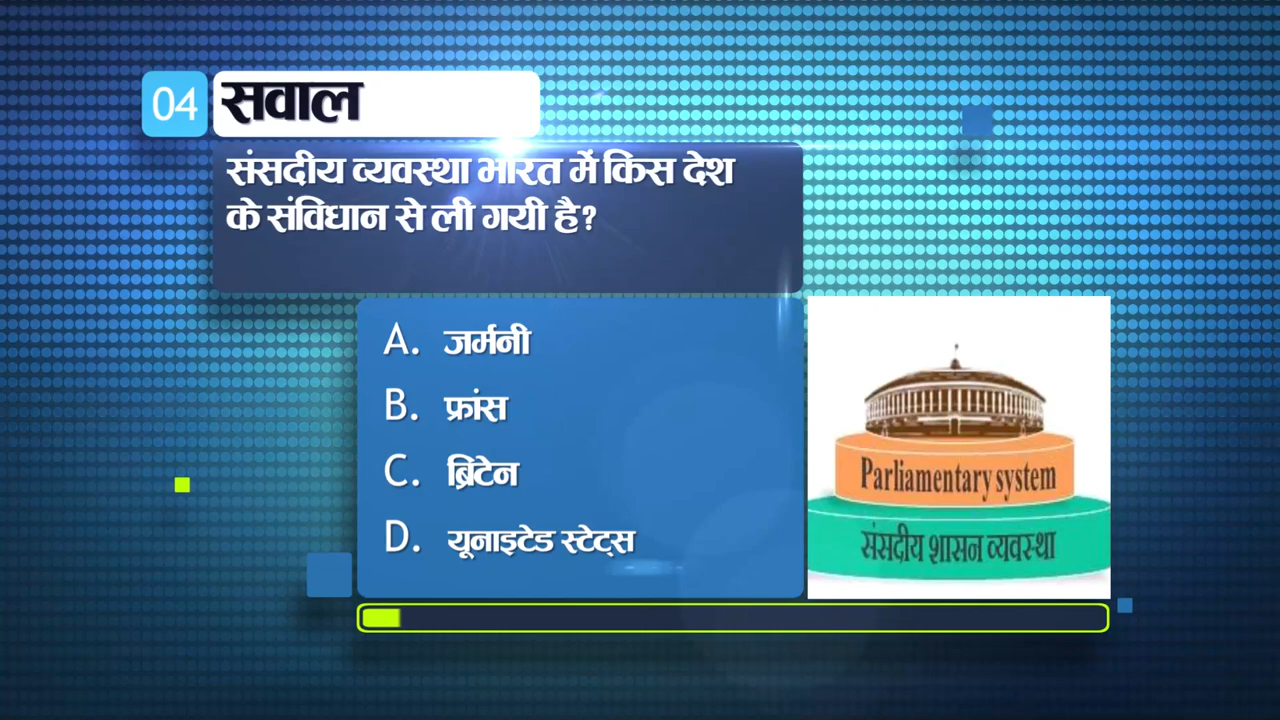 04 सवाल
संसदीय व्यवस्था भारत में किस देश
के संविधान से ली गयी है?
A. जर्मनी
B. फ्रांस
C. ब्रिटेन
D. यूनाइटेड स्टेट्स
Parliamentary system
संसदीय शासन व्यवस्था